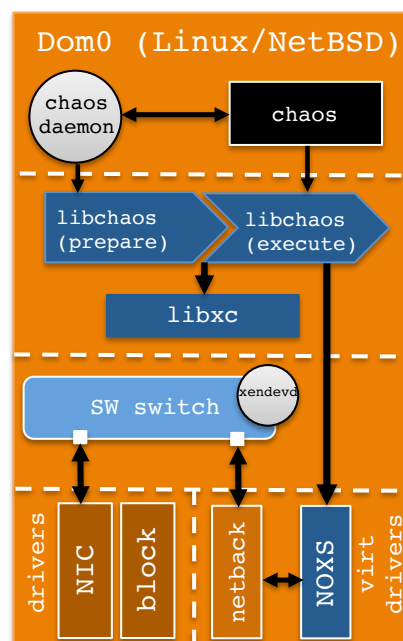 Dom0 (Linux/NetBSD)
chaos
daemon
chaos
libchaos
(prepare)
libchaos
(execute)
libxc
SW switch
xendevd
drivers
NIC
block
netback
NOXS
virt
drivers